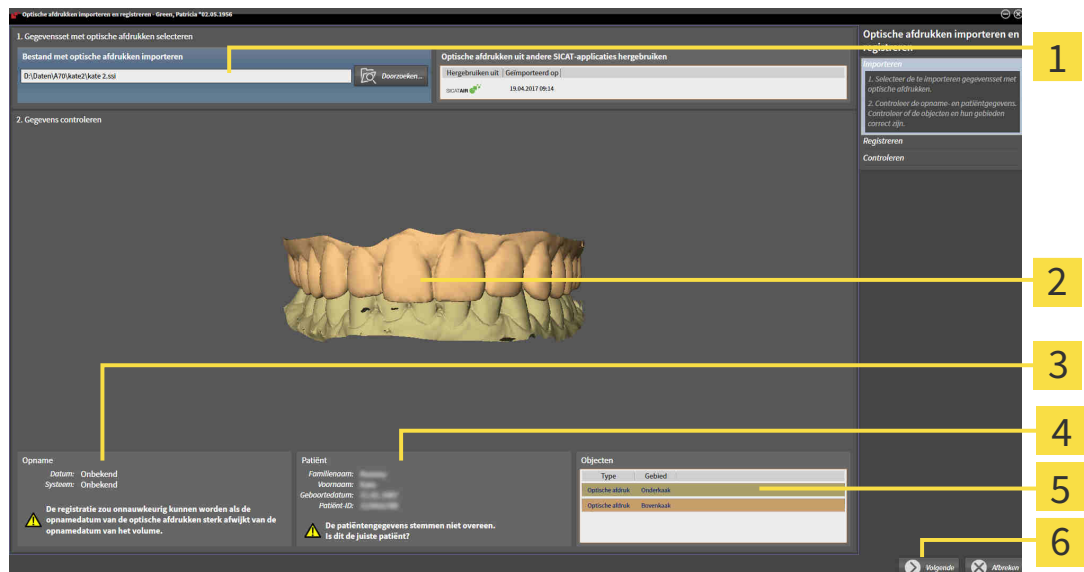 Optische afdrukken importeren en registreren - Green, Patricia *02.05.1956
1. Gegevensset met optische afdrukken selecteren
Bestand met optische afdrukken importeren
D:\Daten\A70\kate2\kate 2.ssi
Doorzoeken...
Optische afdrukken uit andere SICAT-applicaties hergebruiken
Hergebruiken uit
Geïmporteerd op
SICAT AIR
19.04.2017 09:14
2. Gegevens controleren
Opname
Datum: Onbekend
Systeem: Onbekend
De registratie zou onnauwkeurig kunnen worden als de
opnamedatum van de optische afdrukken sterk afwijkt van de
opnamedatum van het volume.
Patiënt
Familienaam:
Voornaam:
Geboortedatum:
Patiënt-ID:
De patiëntengegevens stemmen niet overeen.
Is dit de juiste patiënt?
Objecten
Type
Gebied
Optische afdruk
Onderkaak
Optische afdruk
Bovenkaak
Optische afdrukken importeren en
registreren
Importeren
1. Selecteer de te importeren gegevensset met
optische afdrukken.
2. Controleer de opname- en patiëntgegevens.
Controleer of de objecten en hun gebieden
correct zijn.
Registreren
Controleren
Volgende
Afbreken
1
2
3
4
5
6